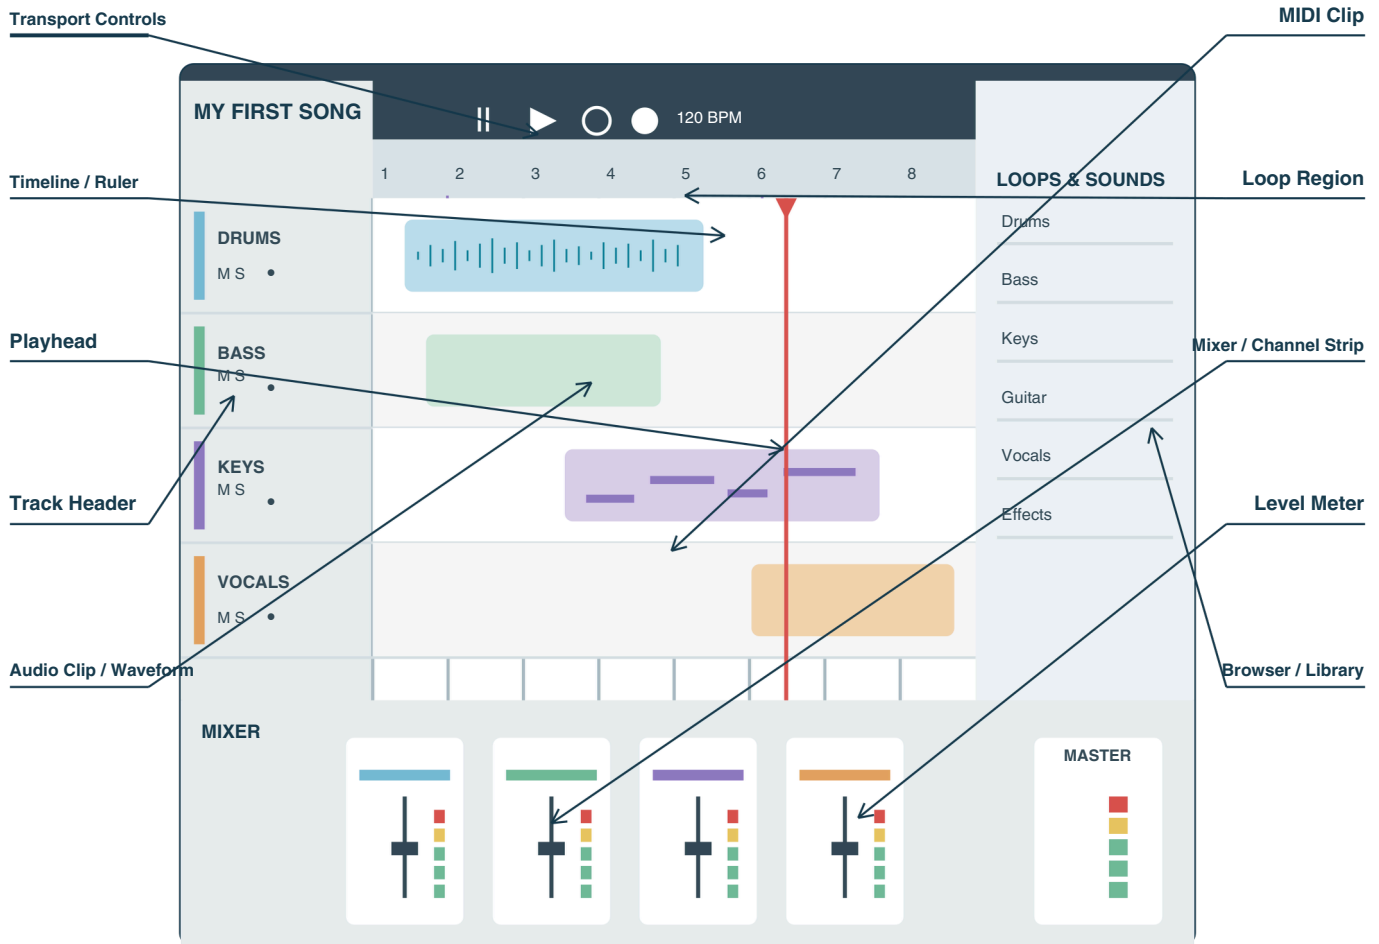 Transport Controls
MIDI Clip
MY FIRST SONG
120 BPM
Timeline / Ruler
1 2 3 4 5 6 7 8
LOOPS & SOUNDS
Loop Region
Drums
DRUMS
M S
Bass
Playhead
BASS
M S
Keys
Mixer / Channel Strip
Guitar
KEYS
M S
Vocals
Track Header
Effects
Level Meter
VOCALS
M S
Audio Clip / Waveform
Browser / Library
MIXER
MASTER